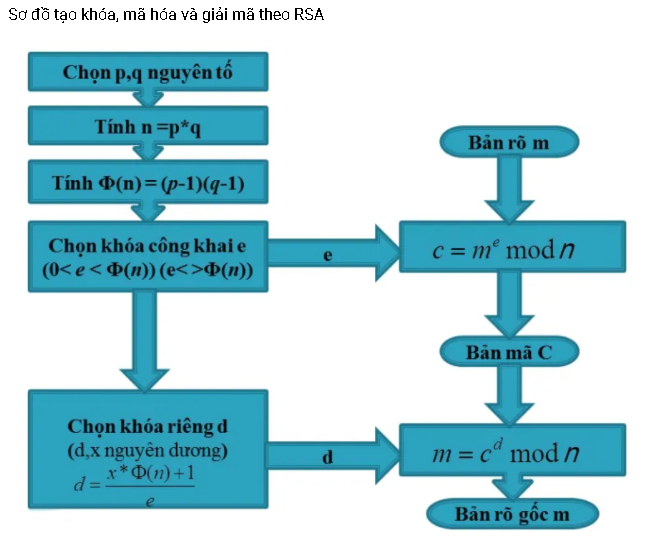 Sơ đồ tạo khóa, mã hóa và giải mã theo RSA
Chọn p,q nguyên tố
Tính n =p*q
Tính Φ(n) = (p-1)(q-1)
Chọn khóa công khai e
(0< e < Φ(n)) (e< >Φ(n))
e
Chọn khóa riêng d
(d,x nguyên dương)
d = x * Φ(n) + 1 / e
d
Bản rõ m
c = m^e mod n
Bản mã C
m = c^d mod n
Bản rõ gốc m